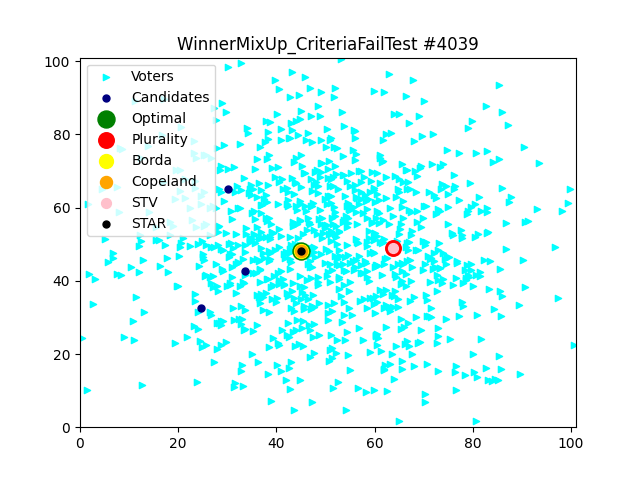 WinnerMixUp_CriteriaFailTest #4039
100
80
60
40
20
0
0 20 40 60 80 100
Voters
Candidates
Optimal
Plurality
Borda
Copeland
STV
STAR